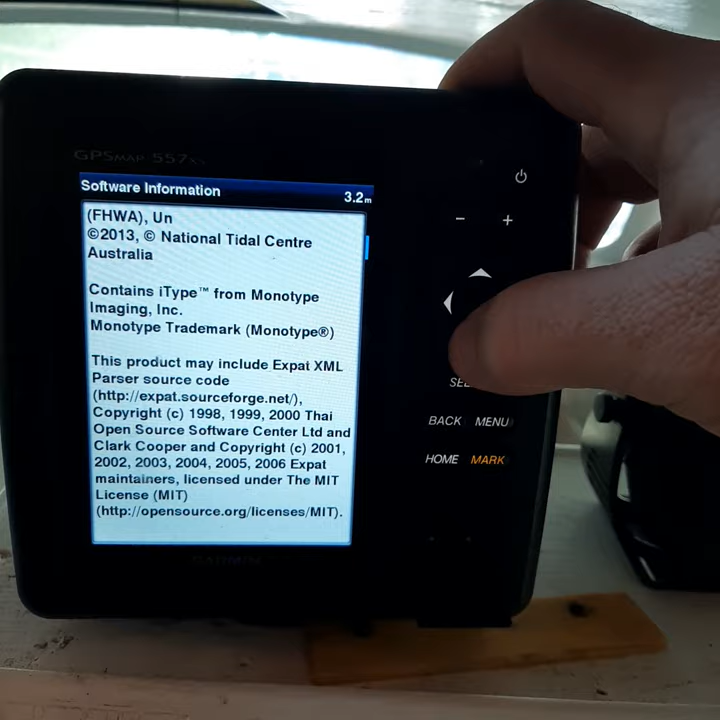 GPSMAP 557xs
Software Information
3.2m
(FHWA), Un
©2013, © National Tidal Centre
Australia
Contains iType™ from Monotype
Imaging, Inc.
Monotype Trademark (Monotype®)
This product may include Expat XML
Parser source code
(http://expat.sourceforge.net/),
Copyright (c) 1998, 1999, 2000 Thai
Open Source Software Center Ltd and
Clark Cooper and Copyright (c) 2001,
2002, 2003, 2004, 2005, 2006 Expat
maintainers, licensed under The MIT
License (MIT)
(http://opensource.org/licenses/MIT).
- +
SEL
BACK MENU
HOME MARK
GARMIN